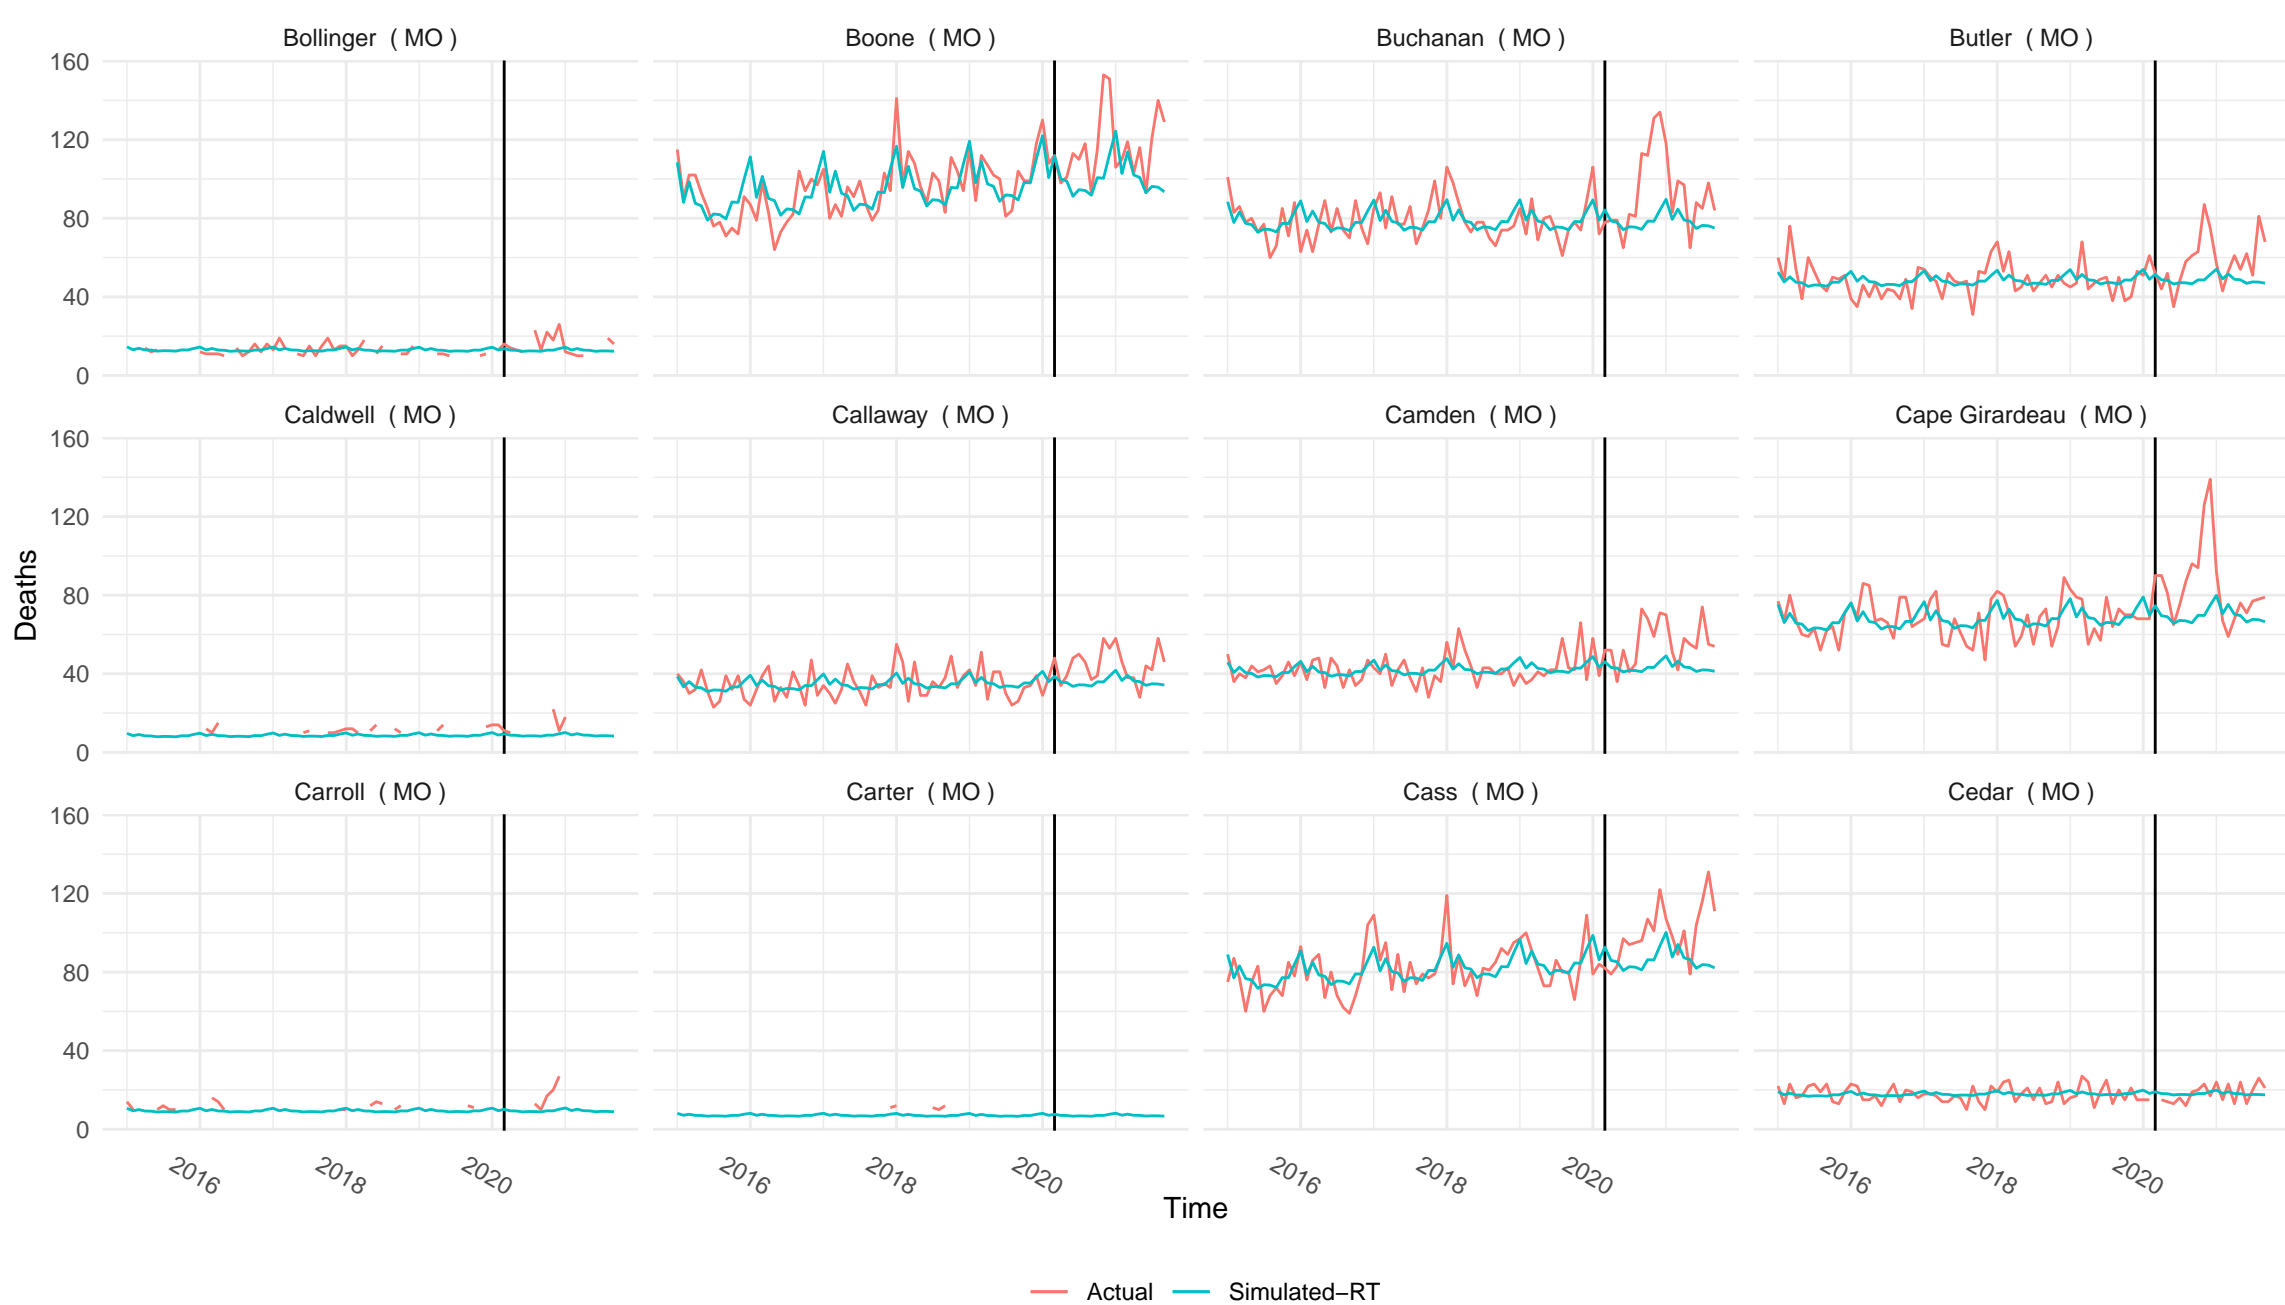 Bollinger ( MO )
Boone ( MO )
Buchanan ( MO )
Butler ( MO )
160
120
80
40
0
Caldwell ( MO )
Callaway ( MO )
Camden ( MO )
Cape Girardeau ( MO )
160
120
80
40
0
Deaths
Carroll ( MO )
Carter ( MO )
Cass ( MO )
Cedar ( MO )
160
120
80
40
0
2016
2018
2020
2016
2018
2020
2016
2018
2020
2016
2018
2020
Time
Actual
Simulated−RT